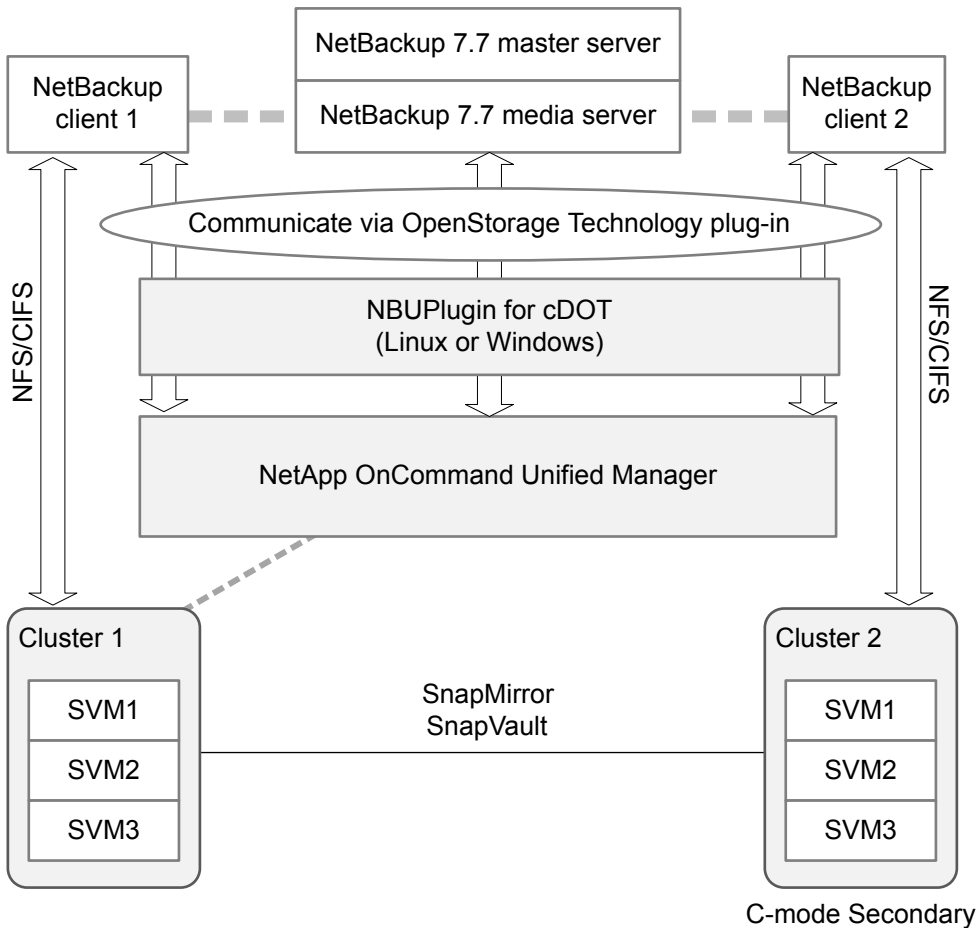 NetBackup 7.7 master server
NetBackup
client 1
NetBackup 7.7 media server
NetBackup
client 2
Communicate via OpenStorage Technology plug-in
NBUPlugin for cDOT
(Linux or Windows)
NFS/CIFS
NFS/CIFS
NetApp OnCommand Unified Manager
Cluster 1
SVM1
SVM2
SVM3
SnapMirror
SnapVault
Cluster 2
SVM1
SVM2
SVM3
C-mode Secondary